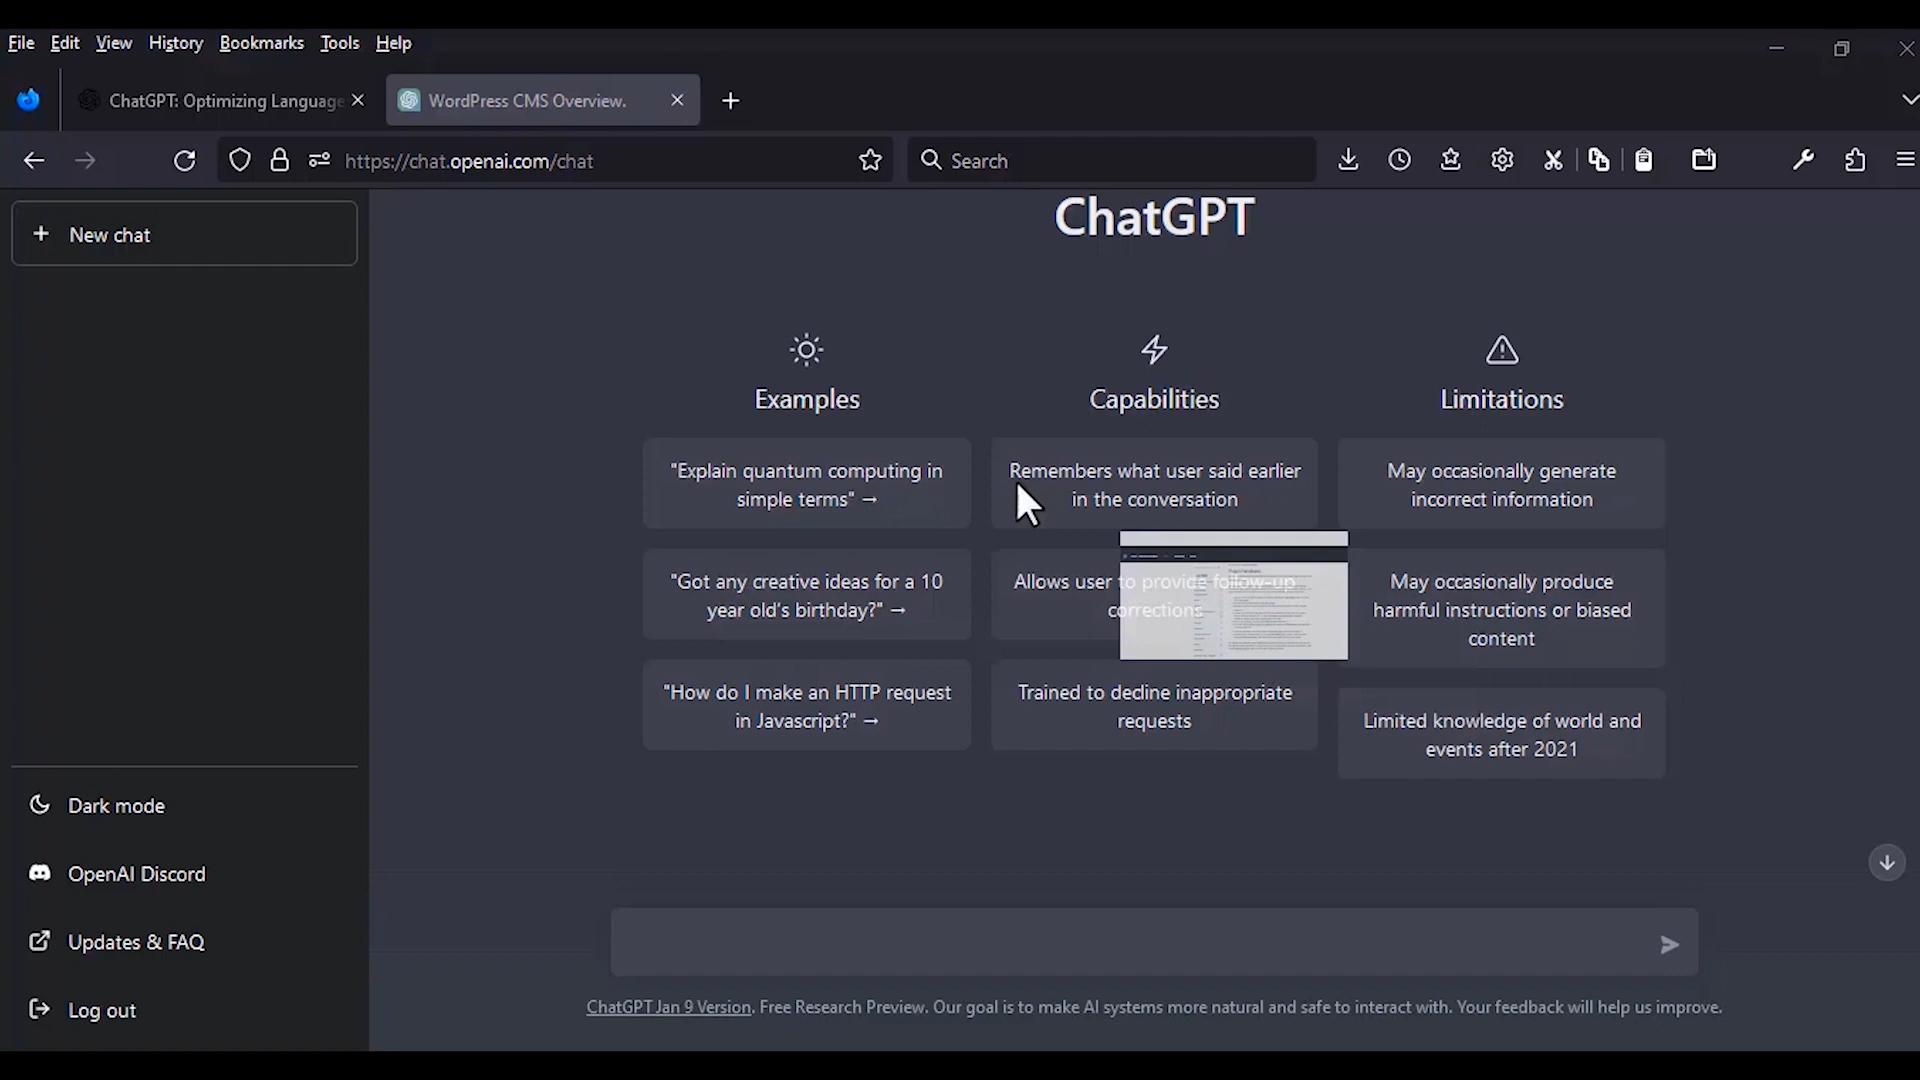 File Edit View History Bookmarks Tools Help
ChatGPT: Optimizing Language
WordPress CMS Overview.
https://chat.openai.com/chat
Search
New chat
ChatGPT
Examples
Capabilities
Limitations
"Explain quantum computing in
simple terms" →
Remembers what user said earlier
in the conversation
May occasionally generate
incorrect information
"Got any creative ideas for a 10
year old's birthday?" →
Allows user to provide follow-up
corrections
May occasionally produce
harmful instructions or biased
content
"How do I make an HTTP request
in Javascript?" →
Trained to decline inappropriate
requests
Limited knowledge of world and
events after 2021
Dark mode
OpenAI Discord
Updates & FAQ
Log out
ChatGPT Jan 9 Version. Free Research Preview. Our goal is to make AI systems more natural and safe to interact with. Your feedback will help us improve.